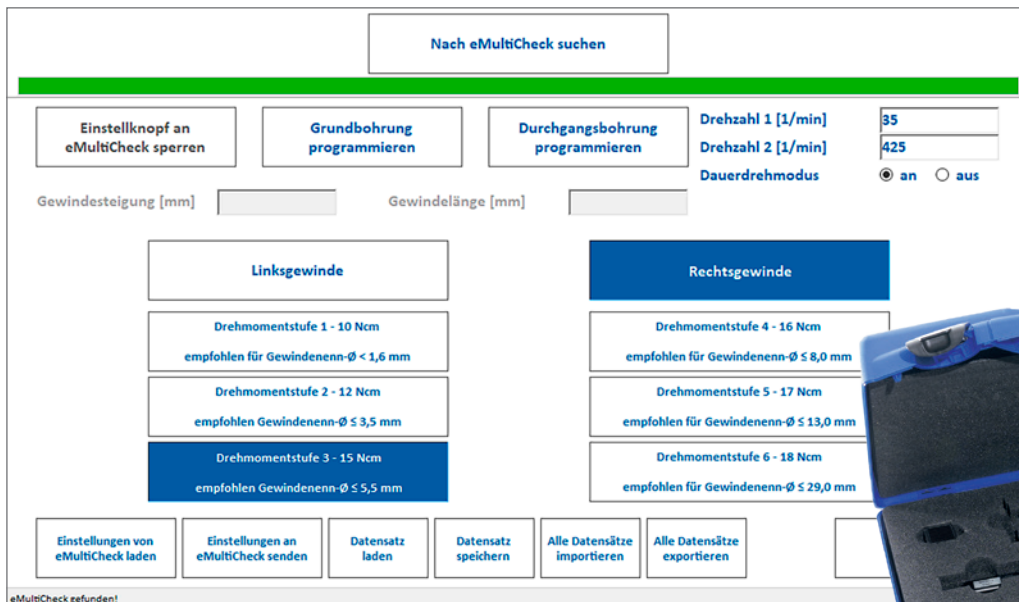 Nach eMultiCheck suchen
Einstellknopf an
eMultiCheck sperren
Grundbohrung
programmieren
Durchgangsbohrung
programmieren
Drehzahl 1 [1/min]
35
Drehzahl 2 [1/min]
425
Dauerdrehmodus
an
aus
Gewindesteigung [mm]
Gewindelänge [mm]
Linksgewinde
Rechtsgewinde
Drehmomentstufe 1 - 10 Ncm
empfohlen für Gewindenenn-Ø < 1,6 mm
Drehmomentstufe 4 - 16 Ncm
empfohlen für Gewindenenn-Ø ≤ 8,0 mm
Drehmomentstufe 2 - 12 Ncm
empfohlen Gewindenenn-Ø ≤ 3,5 mm
Drehmomentstufe 5 - 17 Ncm
empfohlen für Gewindenenn-Ø ≤ 13,0 mm
Drehmomentstufe 3 - 15 Ncm
empfohlen Gewindenenn-Ø ≤ 5,5 mm
Drehmomentstufe 6 - 18 Ncm
empfohlen für Gewindenenn-Ø ≤ 29,0 mm
Einstellungen von
eMultiCheck laden
Einstellungen an
eMultiCheck senden
Datensatz
laden
Datensatz
speichern
Alle Datensätze
importieren
Alle Datensätze
exportieren
eMultiCheck gefunden!